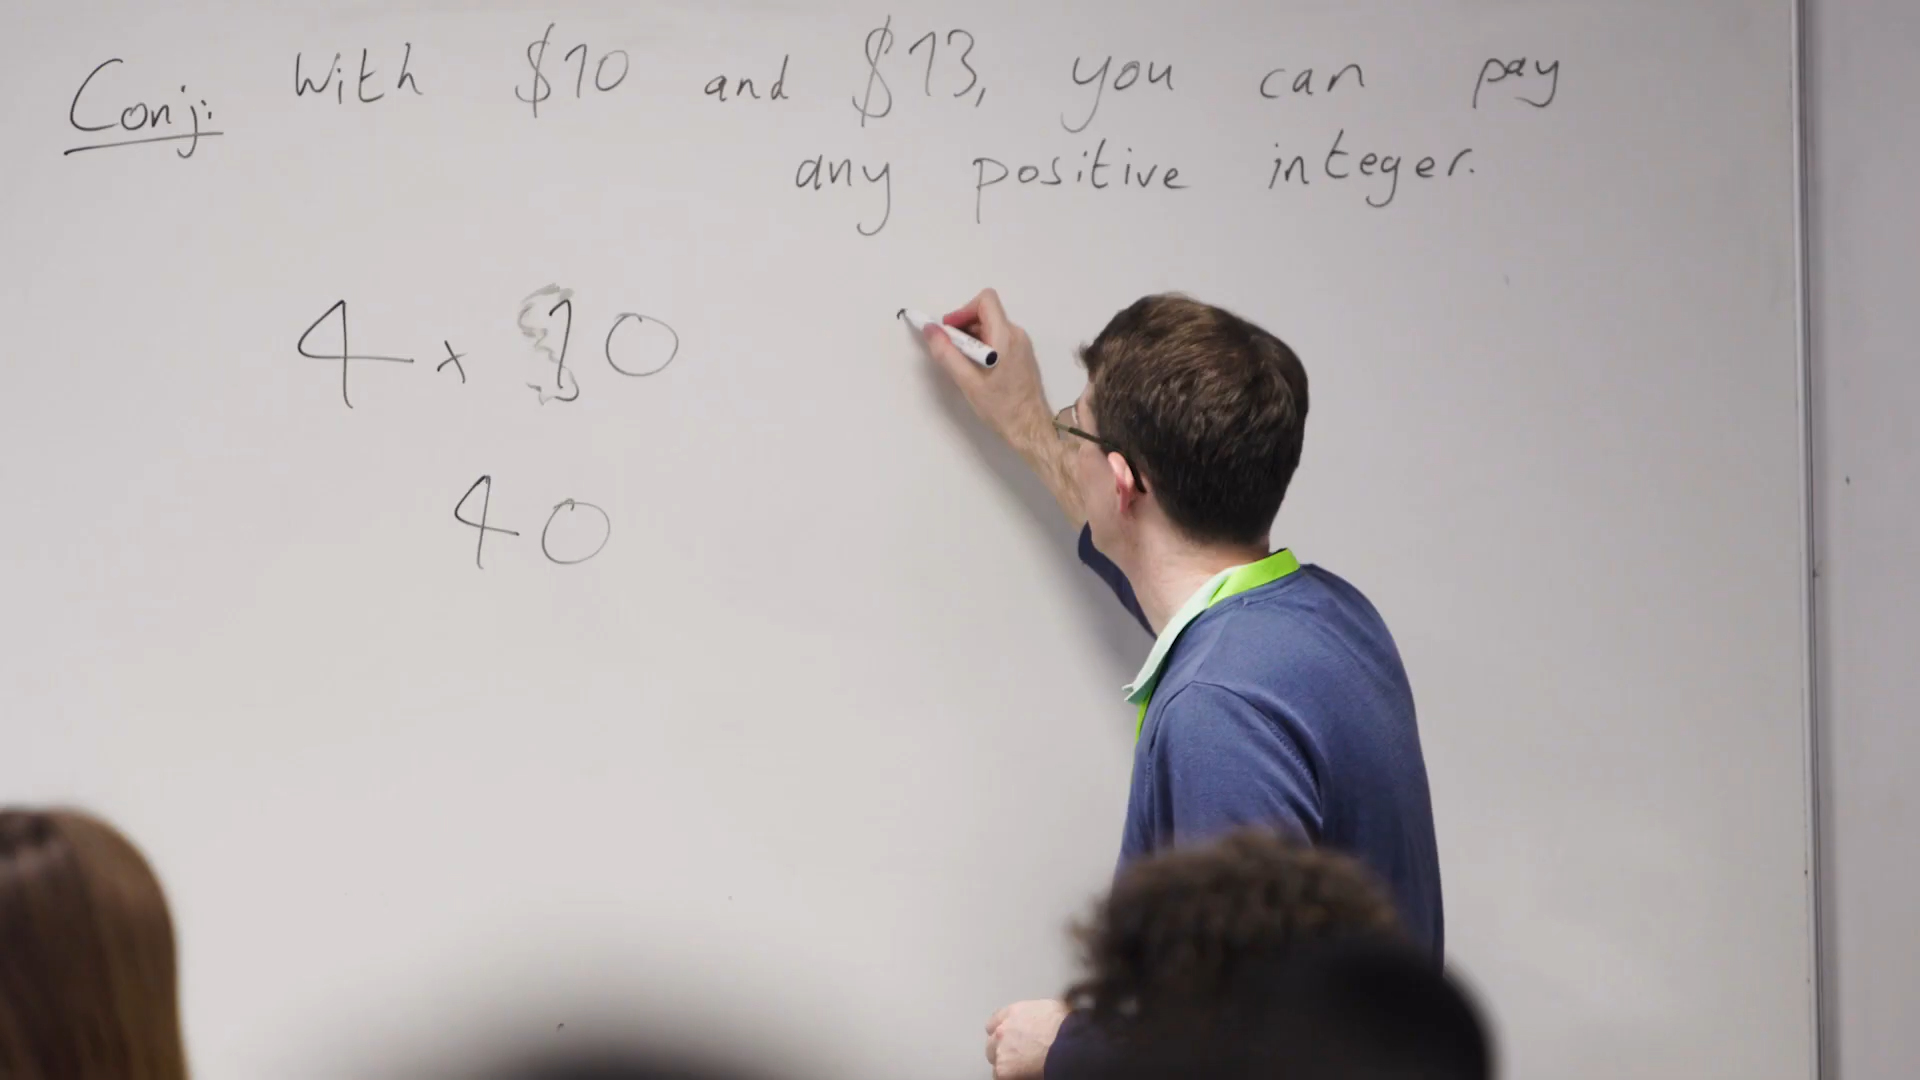 Conj: With $10 and $13, you can pay
any positive integer.
4 x 10
40